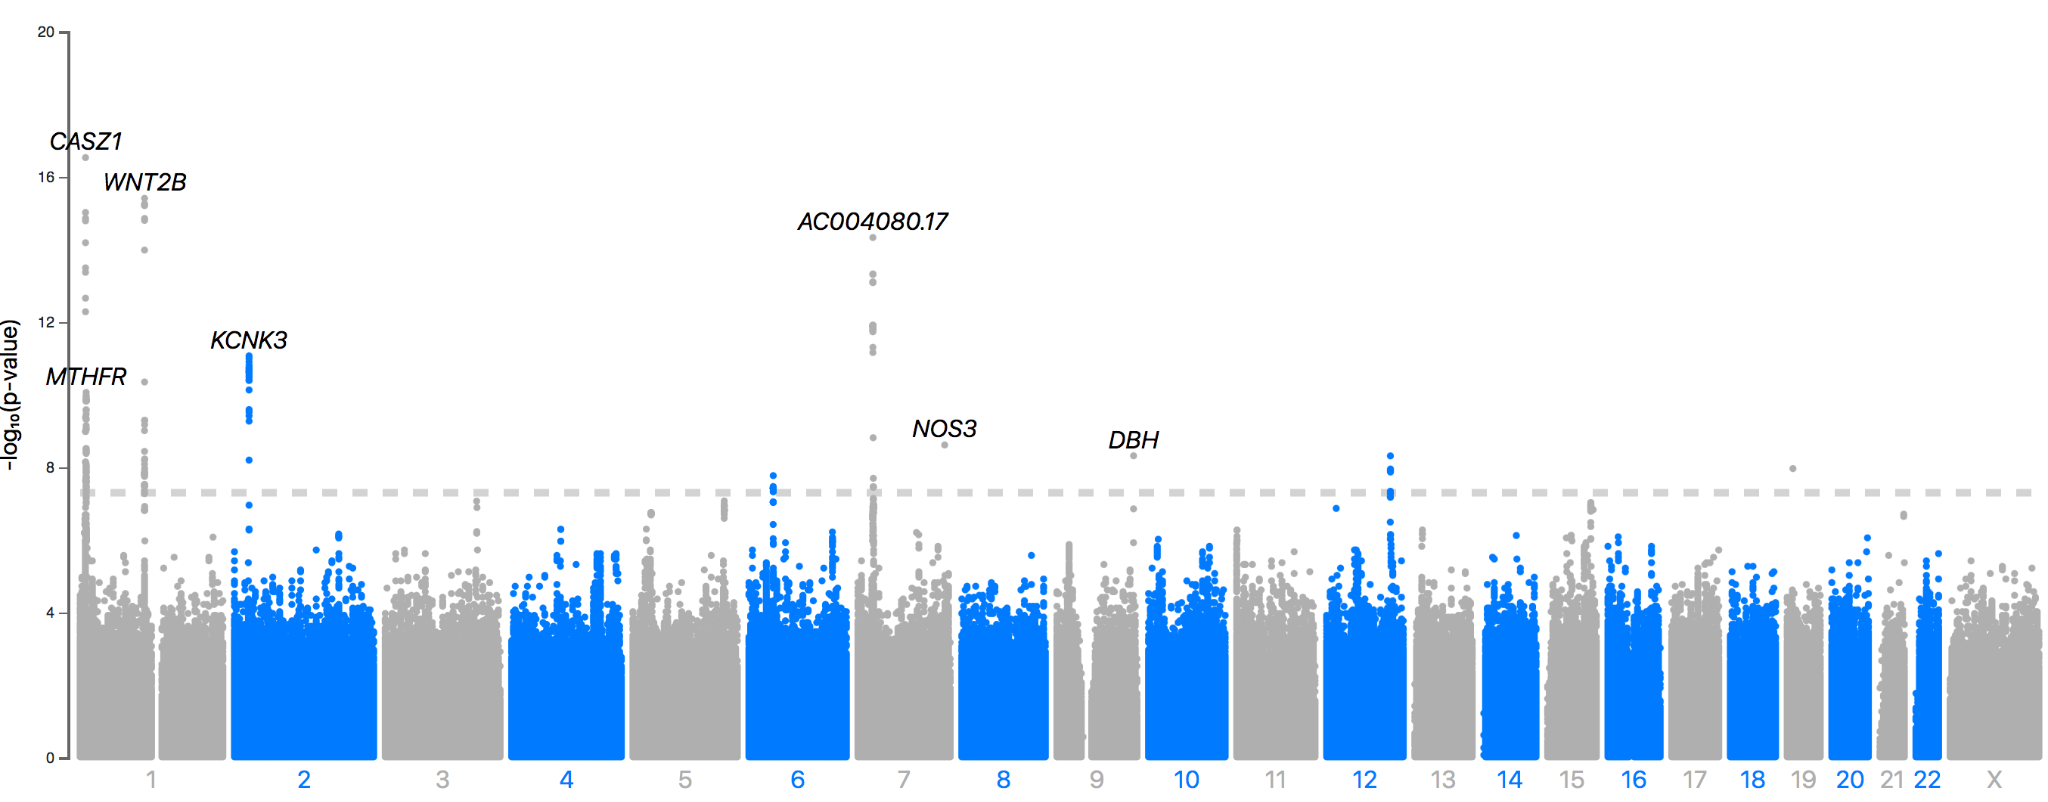 20
CASZ1
16
WNT2B
AC004080.17
12
KCNK3
MTHFR
-log₁₀(p-value)
NOS3
DBH
8
4
0
1 2 3 4 5 6 7 8 9 10 11 12 13 14 15 16 17 18 19 20 21 22 X